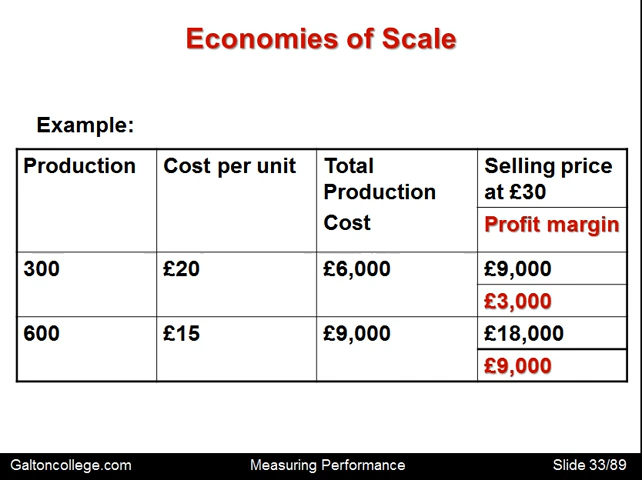 Economies of Scale
Example:
Production Cost per unit Total Selling price
Production at £30
Cost Profit margin
300 £20 £6,000 £9,000
£3,000
600 £15 £9,000 £18,000
£9,000
Galtoncollege.com Measuring Performance Slide 33/89